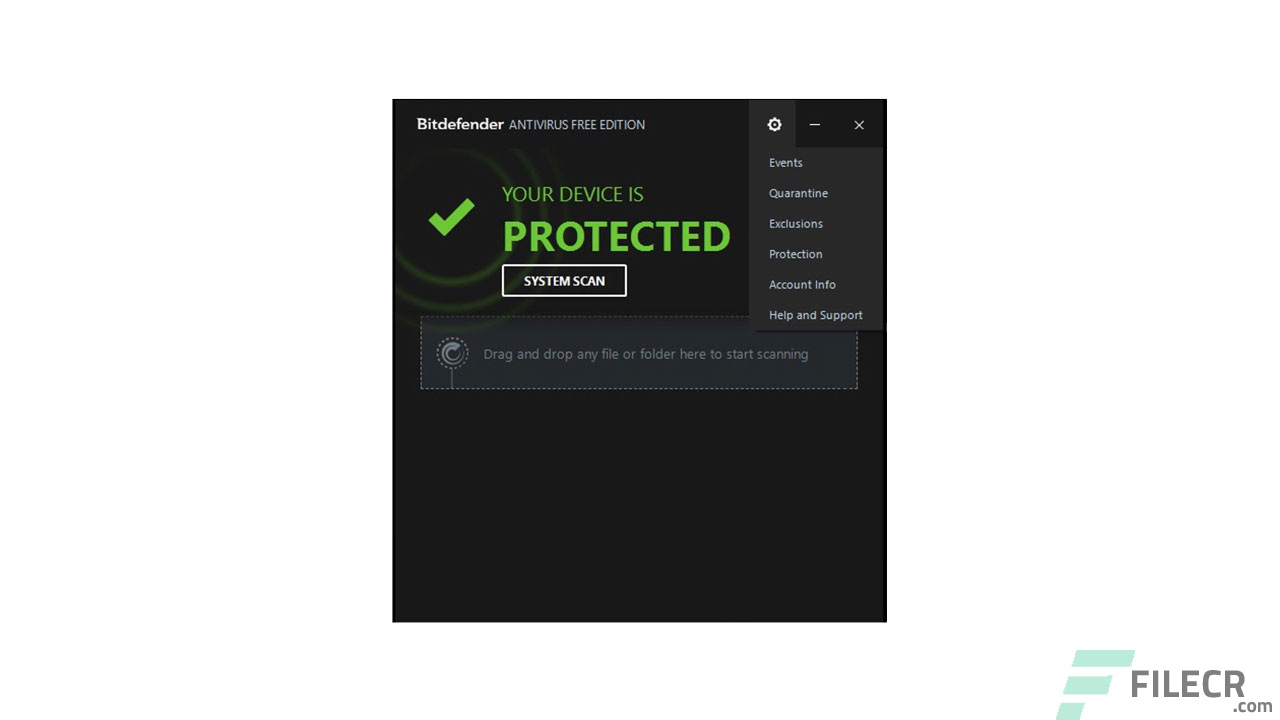 Bitdefender ANTIVIRUS FREE EDITION
Events
YOUR DEVICE IS
Quarantine
PROTECTED
Exclusions
Protection
SYSTEM SCAN
Account Info
Help and Support
Drag and drop any file or folder here to start scanning
FILECR
.com